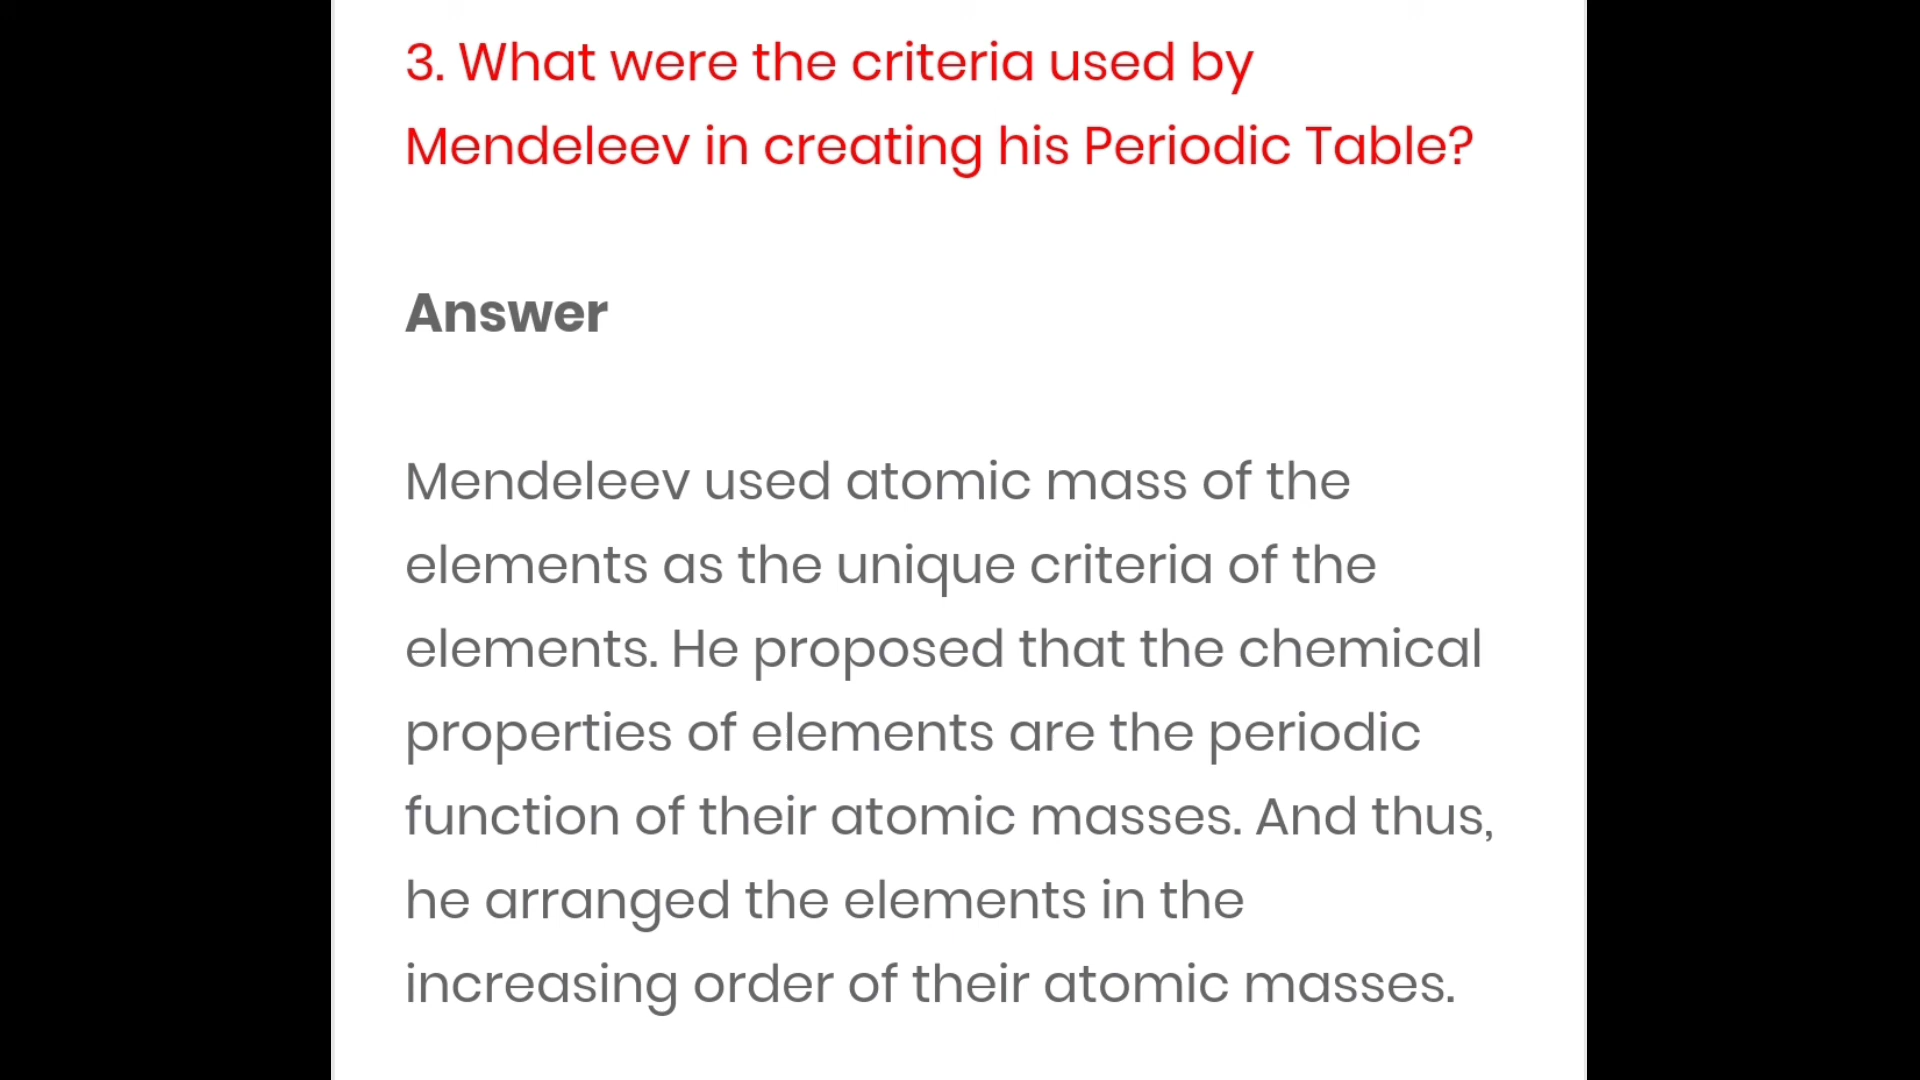 3. What were the criteria used by
Mendeleev in creating his Periodic Table?
Answer
Mendeleev used atomic mass of the
elements as the unique criteria of the
elements. He proposed that the chemical
properties of elements are the periodic
function of their atomic masses. And thus,
he arranged the elements in the
increasing order of their atomic masses.